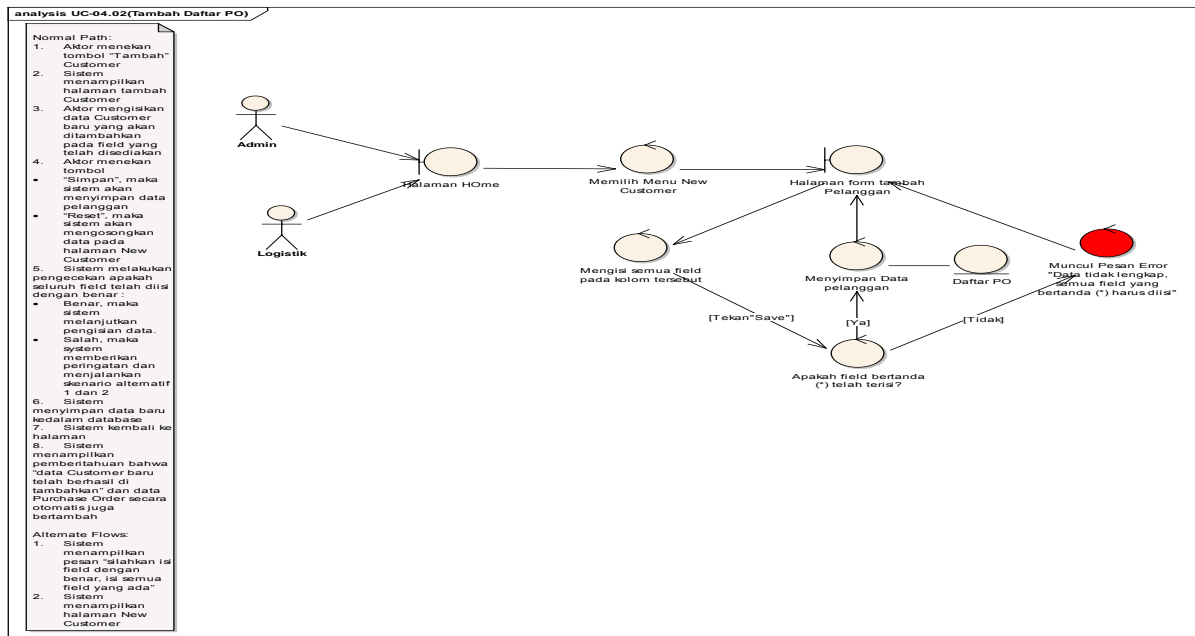 analysis UC-04.02(Tambah Daftar PO)
Normal Path:
1. Aktor menekan
tombol "Tambah"
Customer
2. Sistem
menampilkan
halaman tambah
Customer
3. Aktor mengisikan
data Customer
baru yang akan
ditambahkan
pada field yang
telah disediakan
4. Aktor menekan
tombol
• "Simpan", maka
sistem akan
menyimpan data
pelanggan
• "Reset", maka
sistem akan
mengosongkan
data pada
halaman New
Customer
5. Sistem melakukan
pengecekan apakah
seluruh field telah diisi
dengan benar :
• Benar, maka
sistem
melanjutkan
pengisian data.
• Salah, maka
system
memberikan
peringatan dan
menjalankan
skenario alternatif
1 dan 2
6. Sistem
menyimpan data baru
kedalam database
7. Sistem kembali ke
halaman
8. Sistem
menampilkan
pemberitahuan bahwa
"data Customer baru
telah berhasil di
tambahkan" dan data
Purchase Order secara
otomatis juga
bertambah
Alternate Flows:
1. Sistem
menampilkan
pesan "silahkan isi
field dengan
benar, isi semua
field yang ada"
2. Sistem
menampilkan
halaman New
Customer
Admin
Logistik
Halaman HOme
Memilih Menu New
Customer
Halaman form tambah
Pelanggan
Mengisi semua field
pada kolom tersebut
Menyimpan Data
pelanggan
Daftar PO
Muncul Pesan Error
"Data tidak lengkap,
semua field yang
bertanda (*) harus diisi"
[Tekan"Save"]
[Ya]
[Tidak]
Apakah field bertanda
(*) telah terisi?